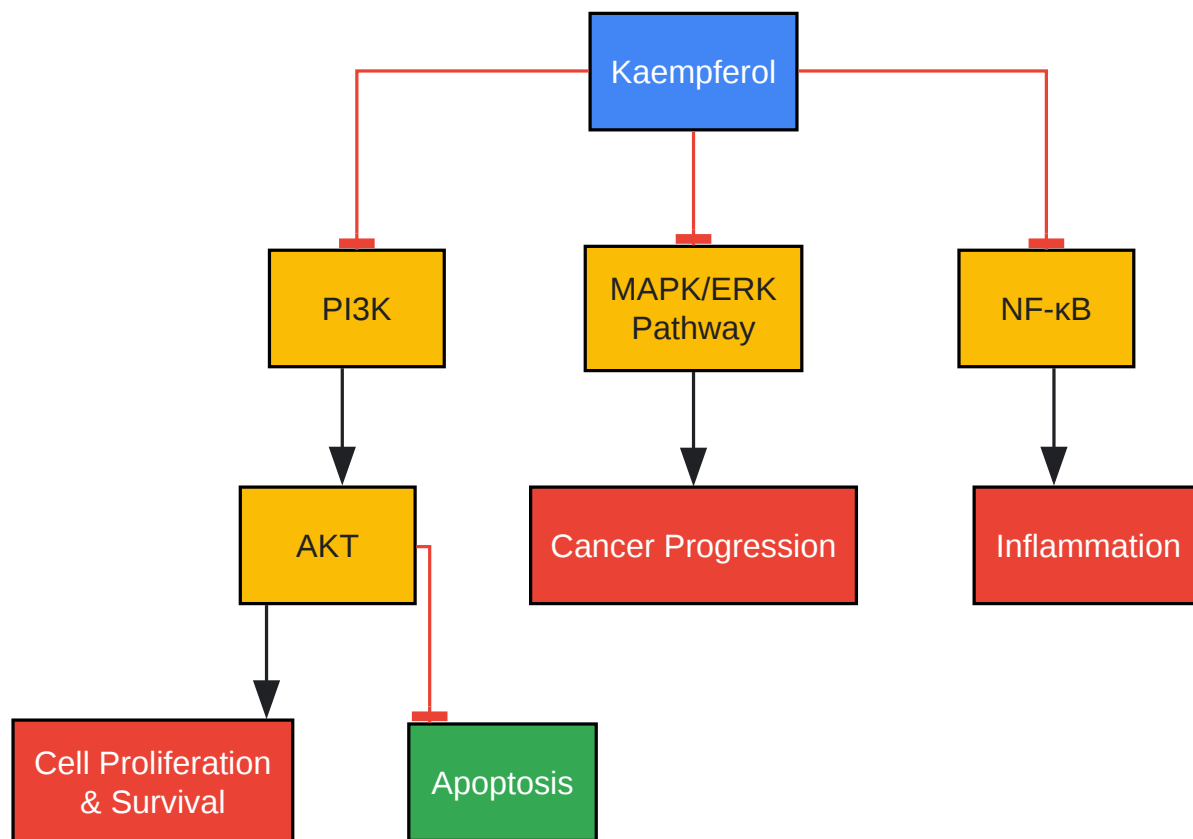 Kaempferol
PI3K
MAPK/ERK
Pathway
NF-κB
AKT
Cancer Progression
Inflammation
Cell Proliferation
& Survival
Apoptosis